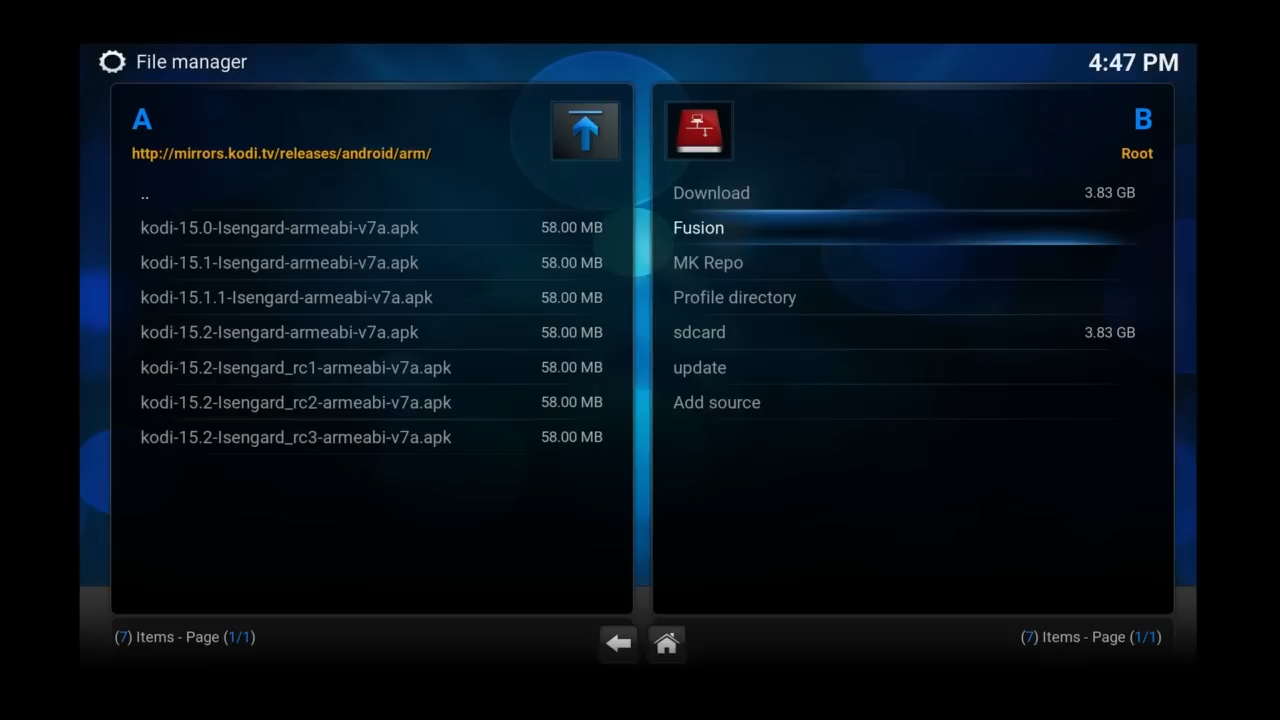 File manager
4:47 PM
A
http://mirrors.kodi.tv/releases/android/arm/
..
kodi-15.0-Isengard-armeabi-v7a.apk 58.00 MB
kodi-15.1-Isengard-armeabi-v7a.apk 58.00 MB
kodi-15.1.1-Isengard-armeabi-v7a.apk 58.00 MB
kodi-15.2-Isengard-armeabi-v7a.apk 58.00 MB
kodi-15.2-Isengard_rc1-armeabi-v7a.apk 58.00 MB
kodi-15.2-Isengard_rc2-armeabi-v7a.apk 58.00 MB
kodi-15.2-Isengard_rc3-armeabi-v7a.apk 58.00 MB
(7) Items - Page (1/1)
B
Root
Download 3.83 GB
Fusion
MK Repo
Profile directory
sdcard 3.83 GB
update
Add source
(7) Items - Page (1/1)